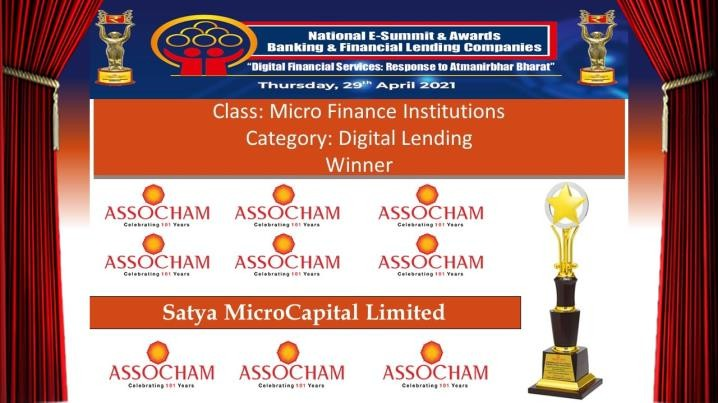 National E-Summit & Awards
Banking & Financial Lending Companies
"Digital Financial Services: Response to Atmanirbhar Bharat"
Thursday, 29th April 2021
Class: Micro Finance Institutions
Category: Digital Lending
Winner
ASSOCHAM ASSOCHAM ASSOCHAM
Celebrating 101 Years Celebrating 101 Years Celebrating 101 Years
ASSOCHAM ASSOCHAM ASSOCHAM
Celebrating 101 Years Celebrating 101 Years Celebrating 101 Years
Satya MicroCapital Limited
ASSOCHAM ASSOCHAM ASSOCHAM
Celebrating 101 Years Celebrating 101 Years Celebrating 101 Years